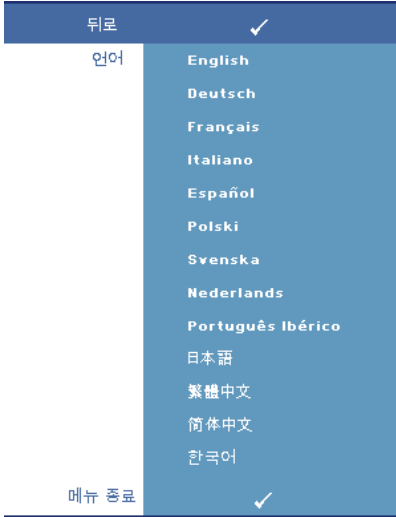 뒤로 ✓
언어
English
Deutsch
Français
Italiano
Español
Polski
Svenska
Nederlands
Português Ibérico
日本語
繁體中文
简体中文
한국어
메뉴 종료 ✓